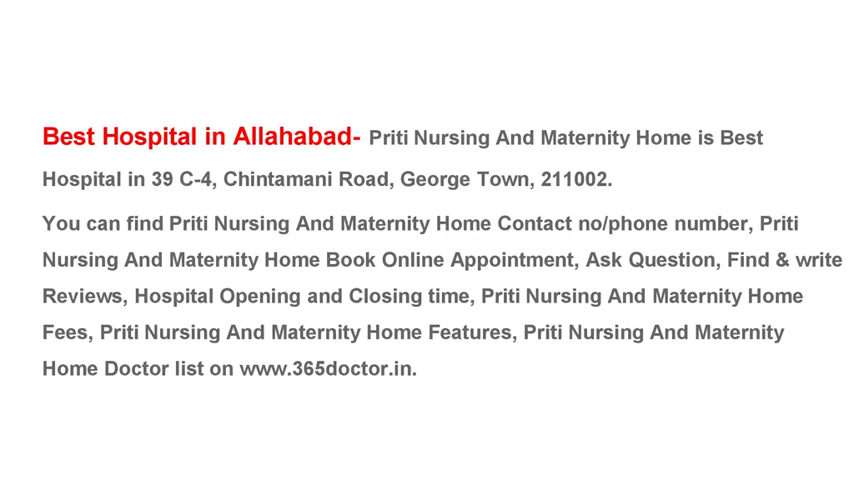 Best Hospital in Allahabad- Priti Nursing And Maternity Home is Best
Hospital in 39 C-4, Chintamani Road, George Town, 211002.
You can find Priti Nursing And Maternity Home Contact no/phone number, Priti
Nursing And Maternity Home Book Online Appointment, Ask Question, Find & write
Reviews, Hospital Opening and Closing time, Priti Nursing And Maternity Home
Fees, Priti Nursing And Maternity Home Features, Priti Nursing And Maternity
Home Doctor list on www.365doctor.in.